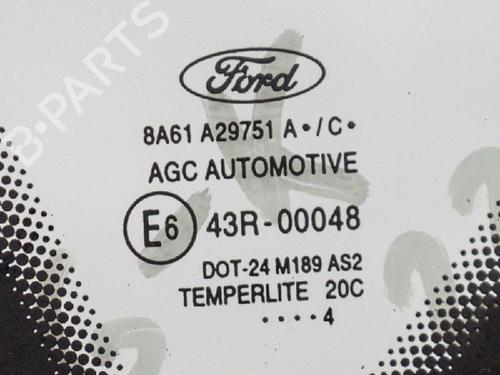 B-PARTS
Ford
8A61 A29751 A•/C•
AGC AUTOMOTIVE
E6 43R-00048
DOT-24 M189 AS2
TEMPERLITE 20C
••••4